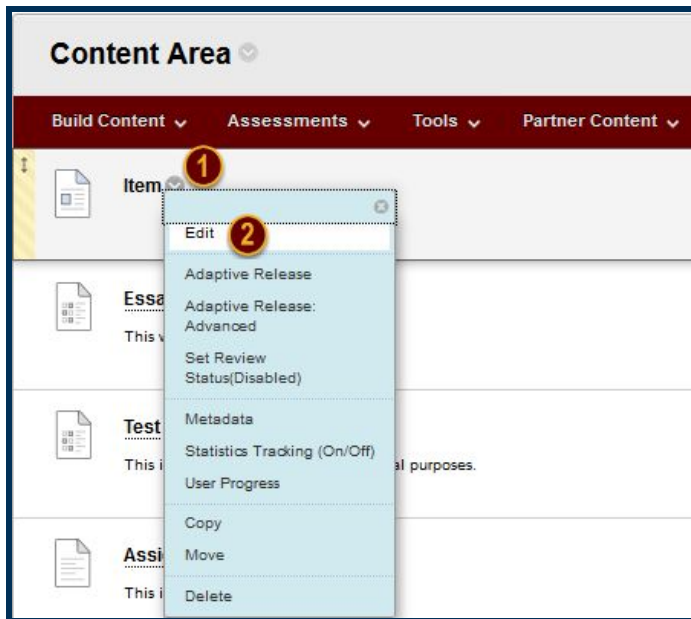 Content Area
Build Content Assessments Tools Partner Content
1
Item
Edit 2
Adaptive Release
Adaptive Release:
Advanced
Set Review
Status(Disabled)
Metadata
Statistics Tracking (On/Off)
User Progress
Copy
Move
Delete
Essa
This
Test
This i
al purposes.
Assi
This i